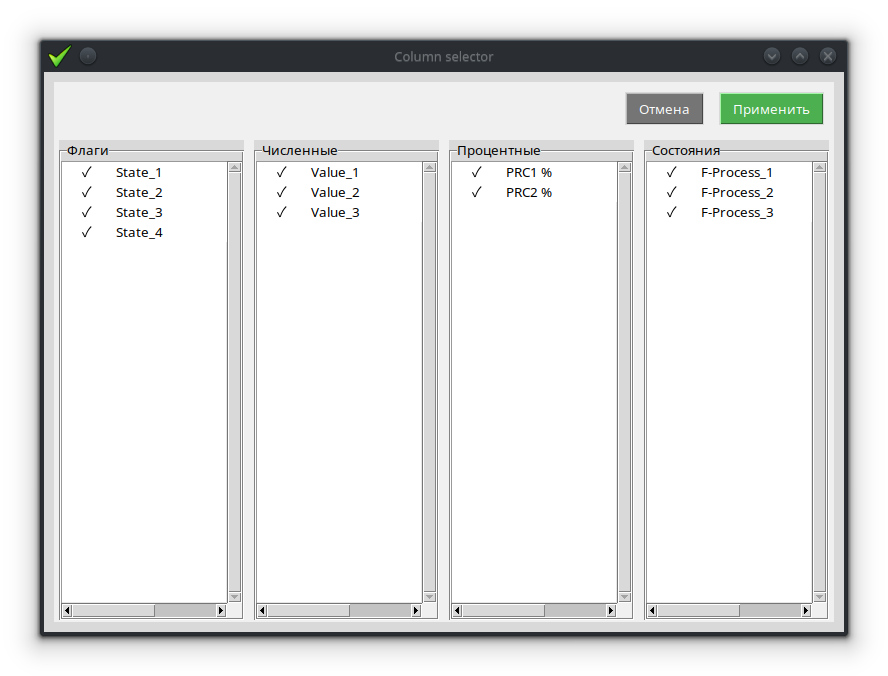 Column selector
Отмена Применить
Флаги Численные Процентные Состояния
✓ State_1 ✓ Value_1 ✓ PRC1 % ✓ F-Process_1
✓ State_2 ✓ Value_2 ✓ PRC2 % ✓ F-Process_2
✓ State_3 ✓ Value_3 ✓ F-Process_3
✓ State_4